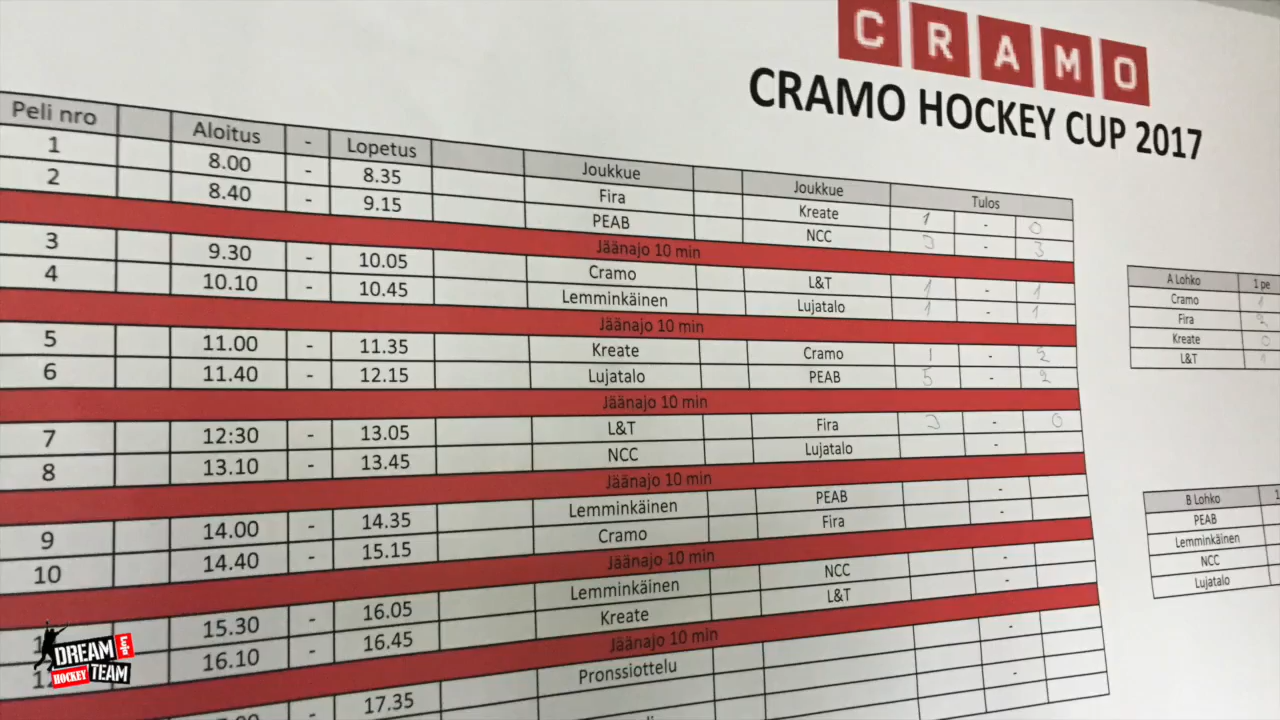 CRAMO
CRAMO HOCKEY CUP 2017
Peli nro Aloitus - Lopetus Joukkue Joukkue Tulos
1 8.00 - 8.35 Fira Kreate 1 - 0
2 8.40 - 9.15 PEAB NCC - 3
Jäänajo 10 min
3 9.30 - 10.05 Cramo L&T 1 - 1
4 10.10 - 10.45 Lemminkäinen Lujatalo 1 - 1
Jäänajo 10 min
5 11.00 - 11.35 Kreate Cramo 1 - 2
6 11.40 - 12.15 Lujatalo PEAB 5 - 2
Jäänajo 10 min
7 12:30 - 13.05 L&T Fira - 0
8 13.10 - 13.45 NCC Lujatalo -
Jäänajo 10 min
9 14.00 - 14.35 Lemminkäinen PEAB -
10 14.40 - 15.15 Cramo Fira -
Jäänajo 10 min
15.30 - 16.05 Lemminkäinen NCC -
16.10 - 16.45 Kreate L&T -
Jäänajo 10 min
- 17.35 Pronssiottelu -
-
A Lohko 1 pe
Cramo 1
Fira 2
Kreate 0
L&T 1
B Lohko 1
PEAB
Lemminkäinen
NCC
Lujatalo
DREAM Lujo
HOCKEY TEAM